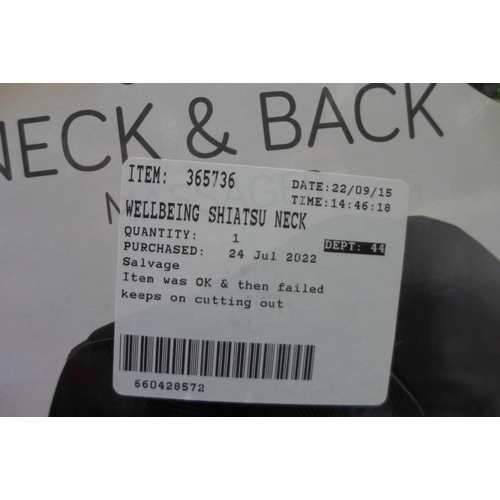 NECK & BACK
ITEM: 365736
DATE:22/09/15
TIME:14:46:18
WELLBEING SHIATSU NECK
QUANTITY: 1
DEPT: 44
PURCHASED: 24 Jul 2022
Salvage
Item was OK & then failed
keeps on cutting out
660428572